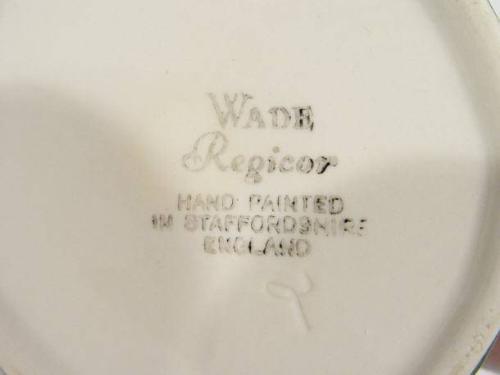 WADE
Regicor
HAND PAINTED
IN STAFFORDSHIRE
ENGLAND